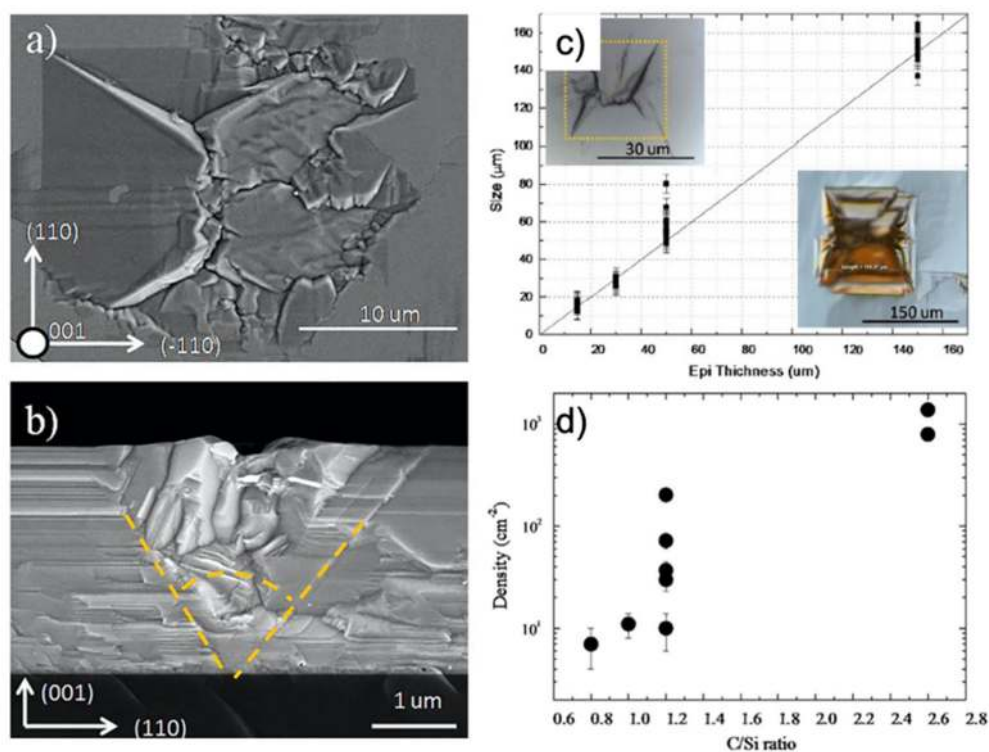 a)
(110)
001
(-110)
10 um
b)
(001)
(110)
1 um
c)
Size (µm)
160
140
120
100
80
60
40
20
0
0 20 40 60 80 100 120 140 160
Epi Thichness (um)
30 um
150 um
d)
Density (cm-2)
10³
10²
10¹
0.6 0.8 1.0 1.2 1.4 1.6 1.8 2.0 2.2 2.4 2.6 2.8
C/Si ratio